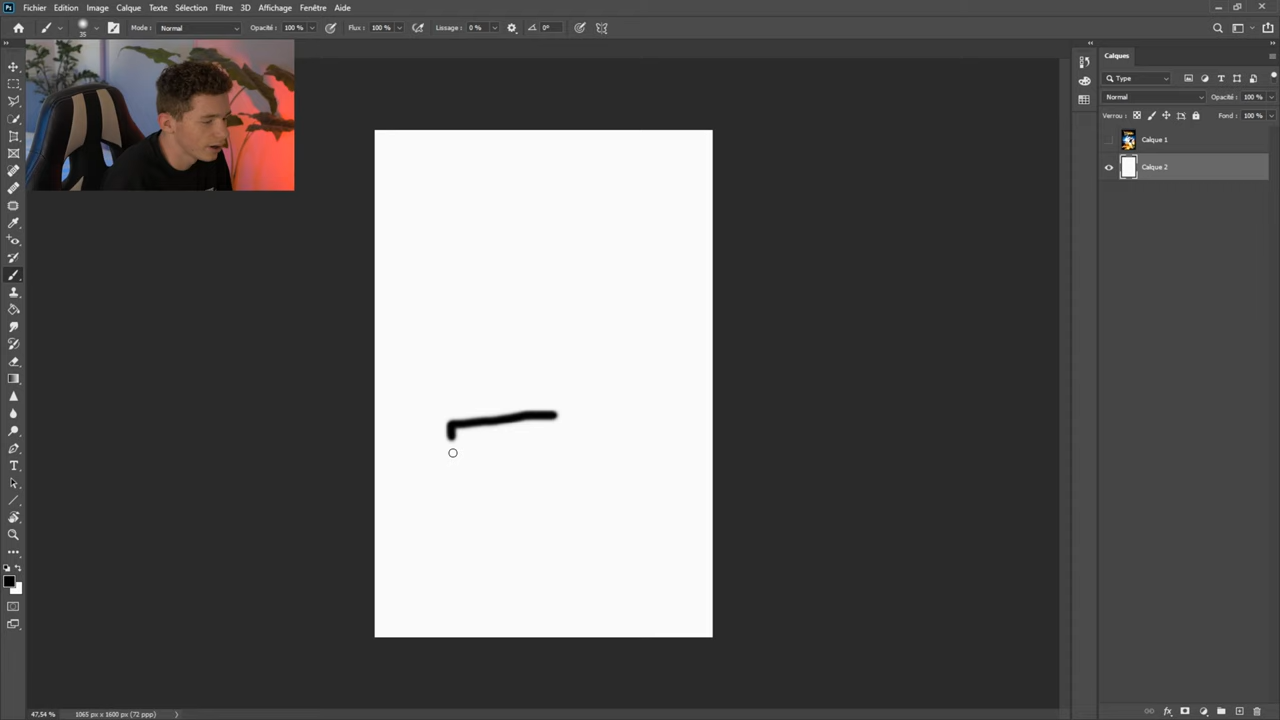 Ps Fichier Edition Image Calque Texte Sélection Filtre 3D Affichage Fenêtre Aide
35 Mode : Normal Opacité : 100 % Flux : 100 % Lissage : 0 % 0°
Calques
Type
Normal Opacité : 100 %
Verrou : Fond : 100 %
Calque 1
Calque 2
47,54 % 1065 px x 1600 px (72 ppp)